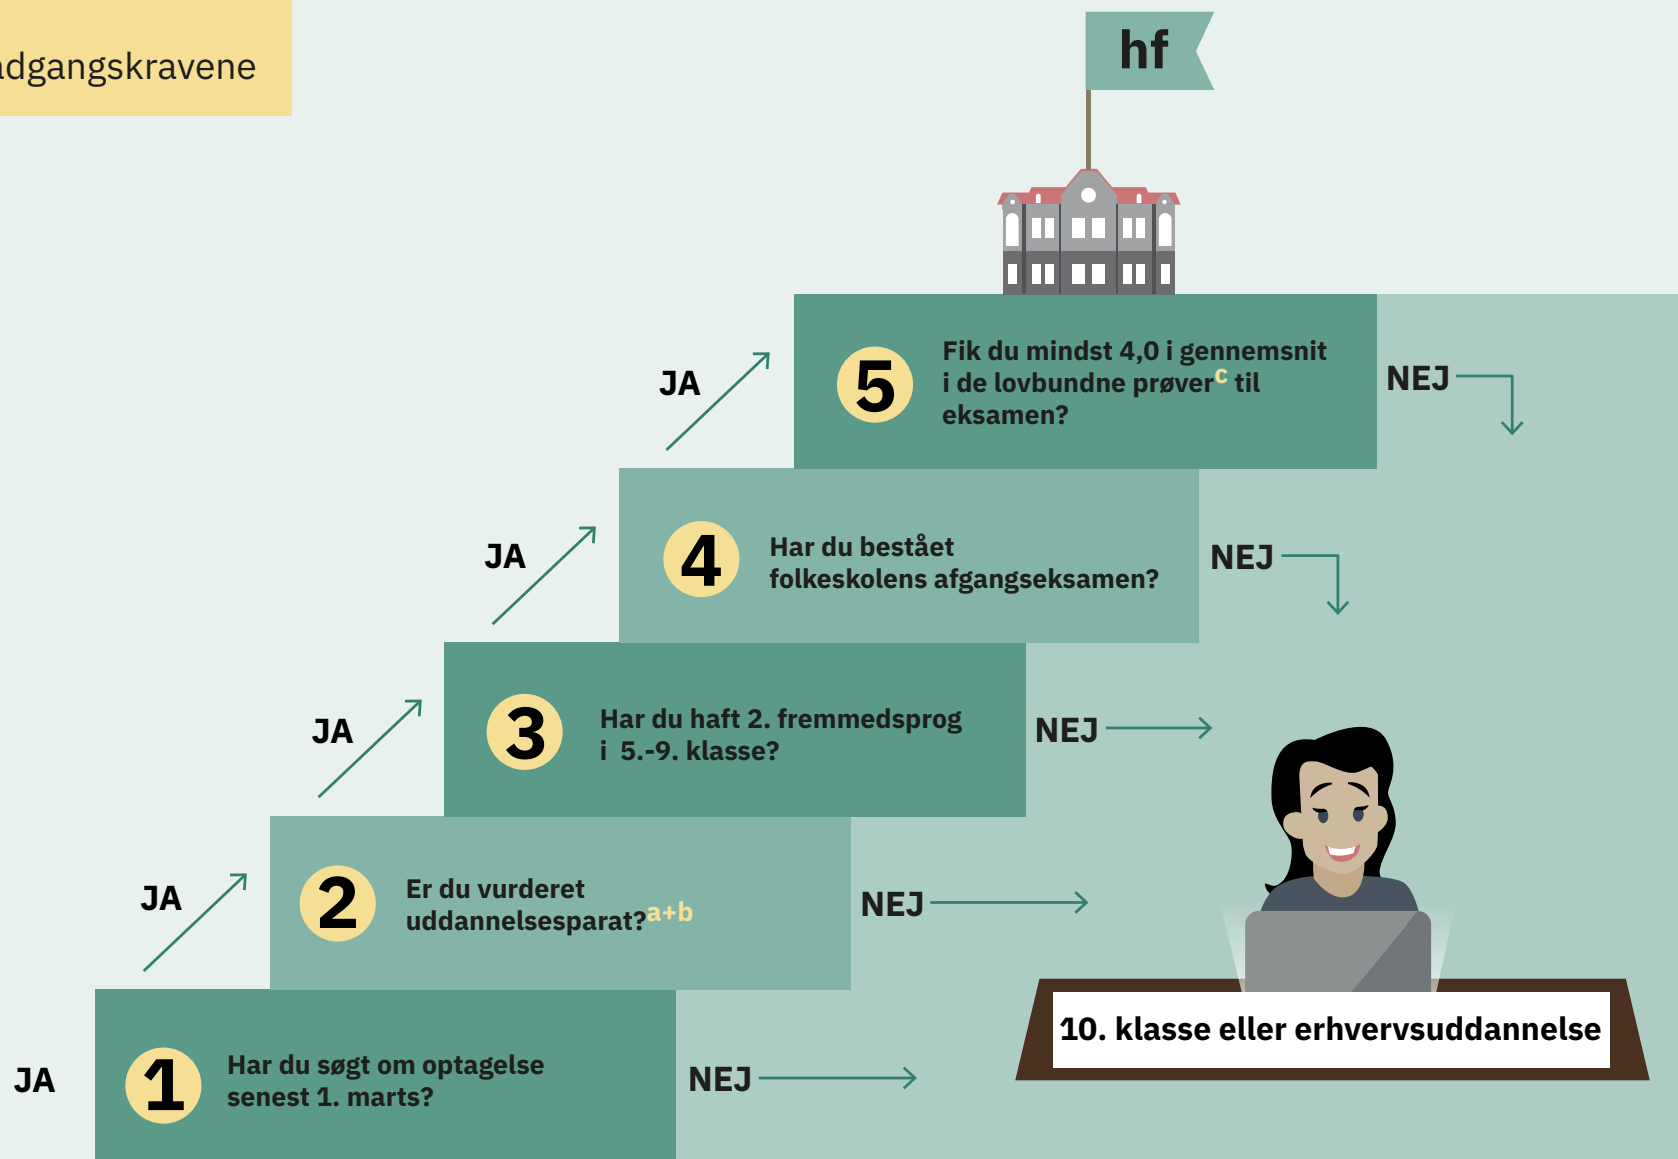 hf
JA
5
Fik du mindst 4,0 i gennemsnit
i de lovbundne prøverc til
eksamen?
NEJ
JA
4
Har du bestået
folkeskolens afgangseksamen?
NEJ
JA
3
Har du haft 2. fremmedsprog
i 5.-9. klasse?
NEJ
JA
2
Er du vurderet
uddannelsesparat?a+b
NEJ
JA
1
Har du søgt om optagelse
senest 1. marts?
NEJ
10. klasse eller erhvervsuddannelse